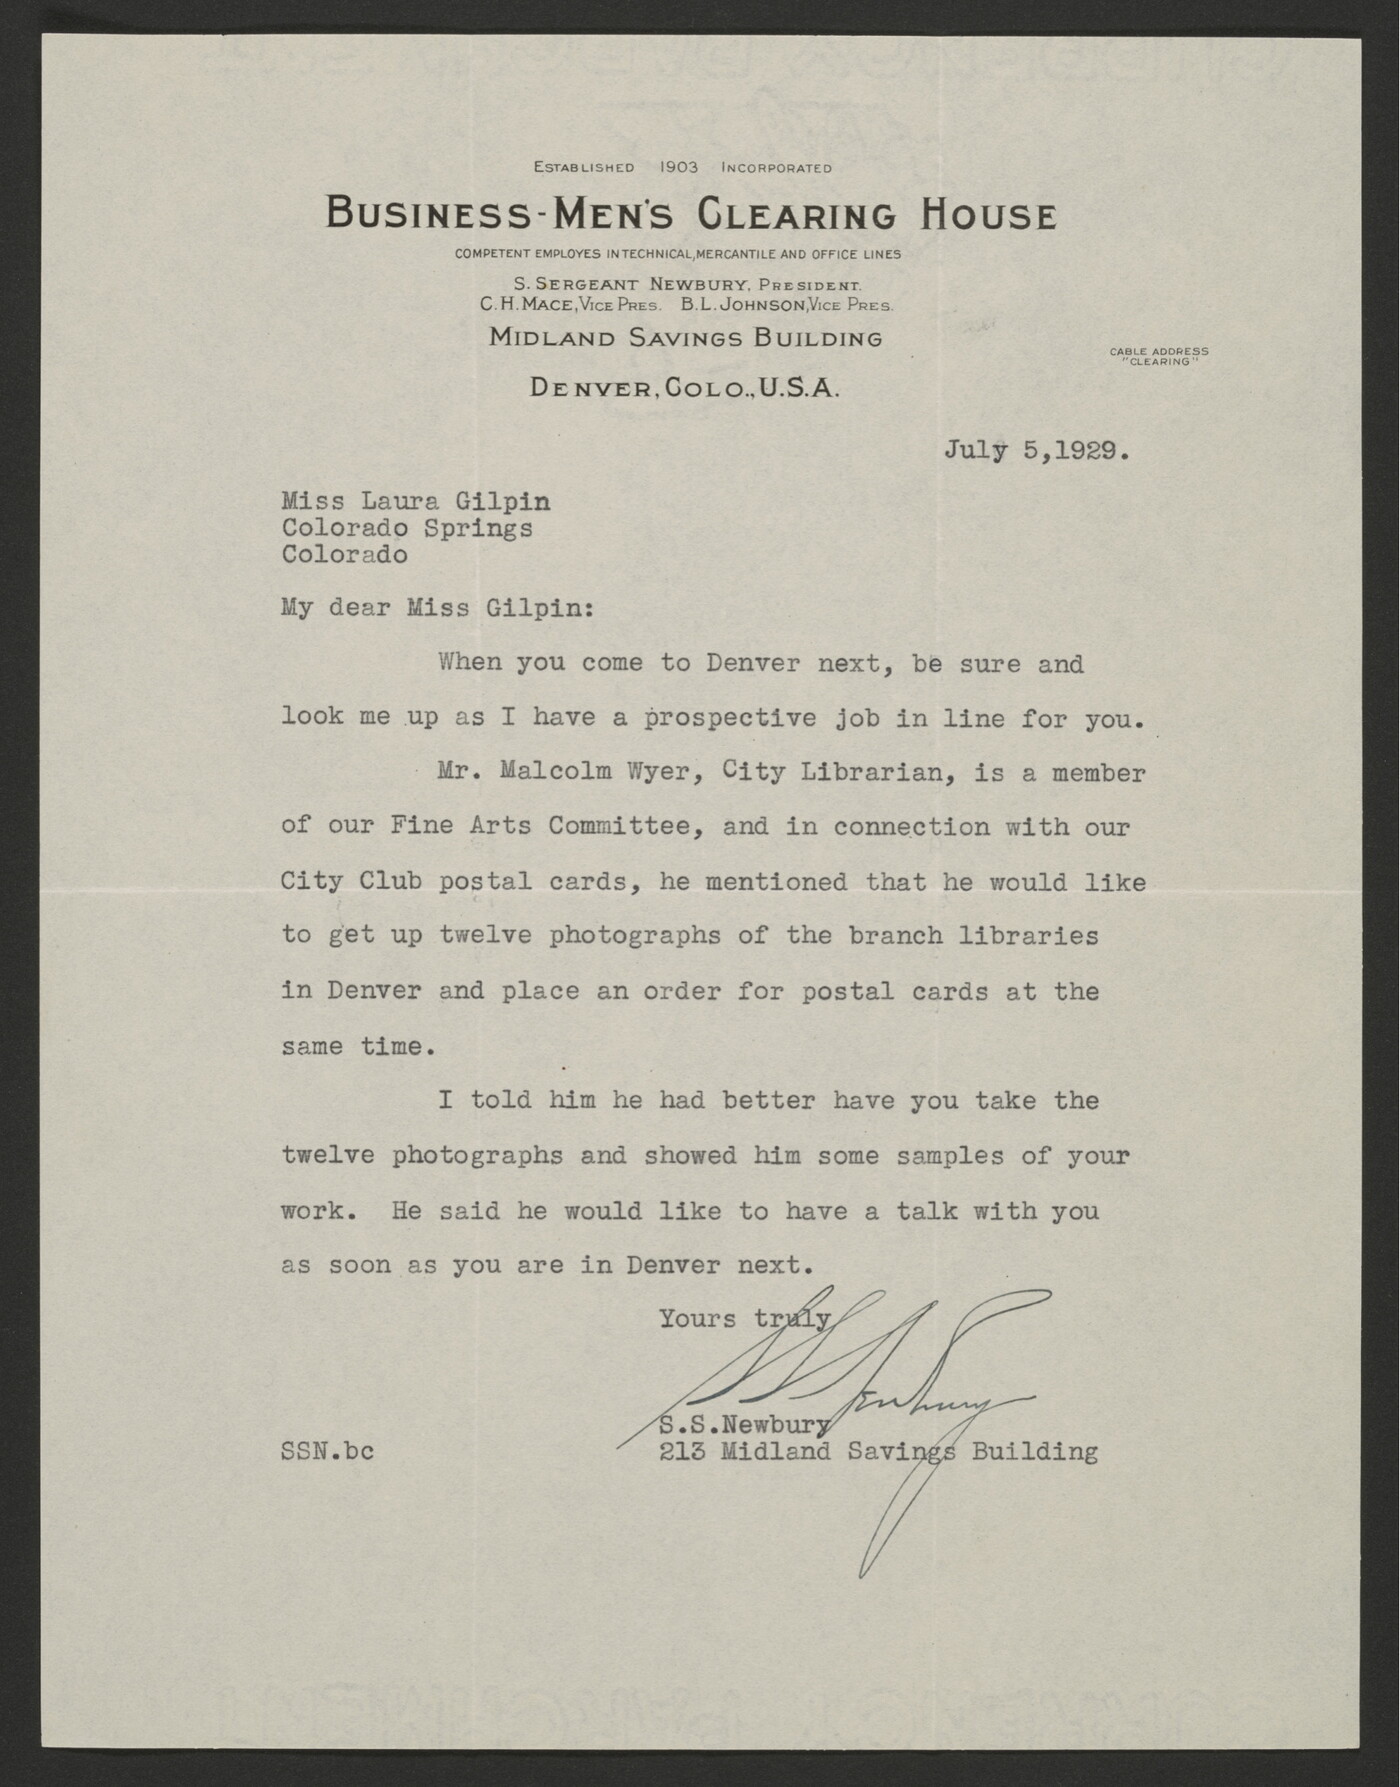 ESTABLISHED 1903 INCORPORATED
BUSINESS-MEN'S CLEARING HOUSE
COMPETENT EMPLOYES IN TECHNICAL, MERCANTILE AND OFFICE LINES
S. SERGEANT NEWBURY, PRESIDENT.
C.H. MACE, VICE PRES. B.L. JOHNSON, VICE PRES.
MIDLAND SAVINGS BUILDING
CABLE ADDRESS
"CLEARING"
DENVER, COLO., U.S.A.
July 5,1929.
Miss Laura Gilpin
Colorado Springs
Colorado
My dear Miss Gilpin:
When you come to Denver next, be sure and
look me up as I have a prospective job in line for you.
Mr. Malcolm Wyer, City Librarian, is a member
of our Fine Arts Committee, and in connection with our
City Club postal cards, he mentioned that he would like
to get up twelve photographs of the branch libraries
in Denver and place an order for postal cards at the
same time.
I told him he had better have you take the
twelve photographs and showed him some samples of your
work. He said he would like to have a talk with you
as soon as you are in Denver next.
Yours truly
S S Newbury
S.S.Newbury
SSN.bc 213 Midland Savings Building